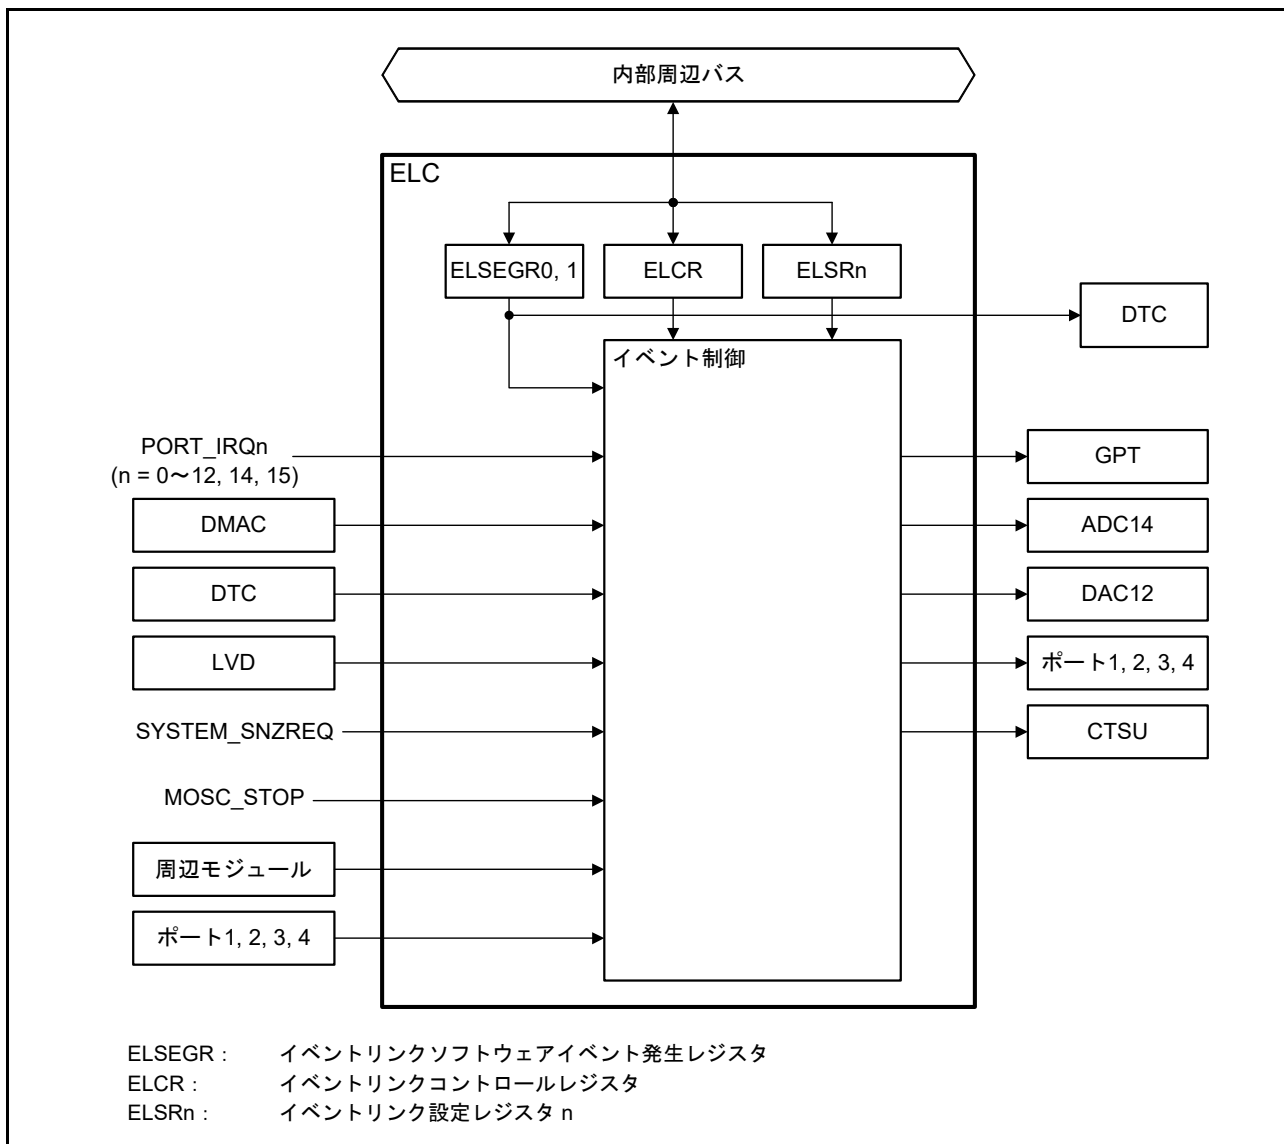 内部周辺バス
ELC
ELSEGR0, 1
ELCR
ELSRn
DTC
イベント制御
PORT_IRQn
(n = 0～12, 14, 15)
GPT
DMAC
ADC14
DTC
DAC12
LVD
ポート1, 2, 3, 4
SYSTEM_SNZREQ
CTSU
MOSC_STOP
周辺モジュール
ポート1, 2, 3, 4
ELSEGR : イベントリンクソフトウェアイベント発生レジスタ
ELCR : イベントリンクコントロールレジスタ
ELSRn : イベントリンク設定レジスタ n